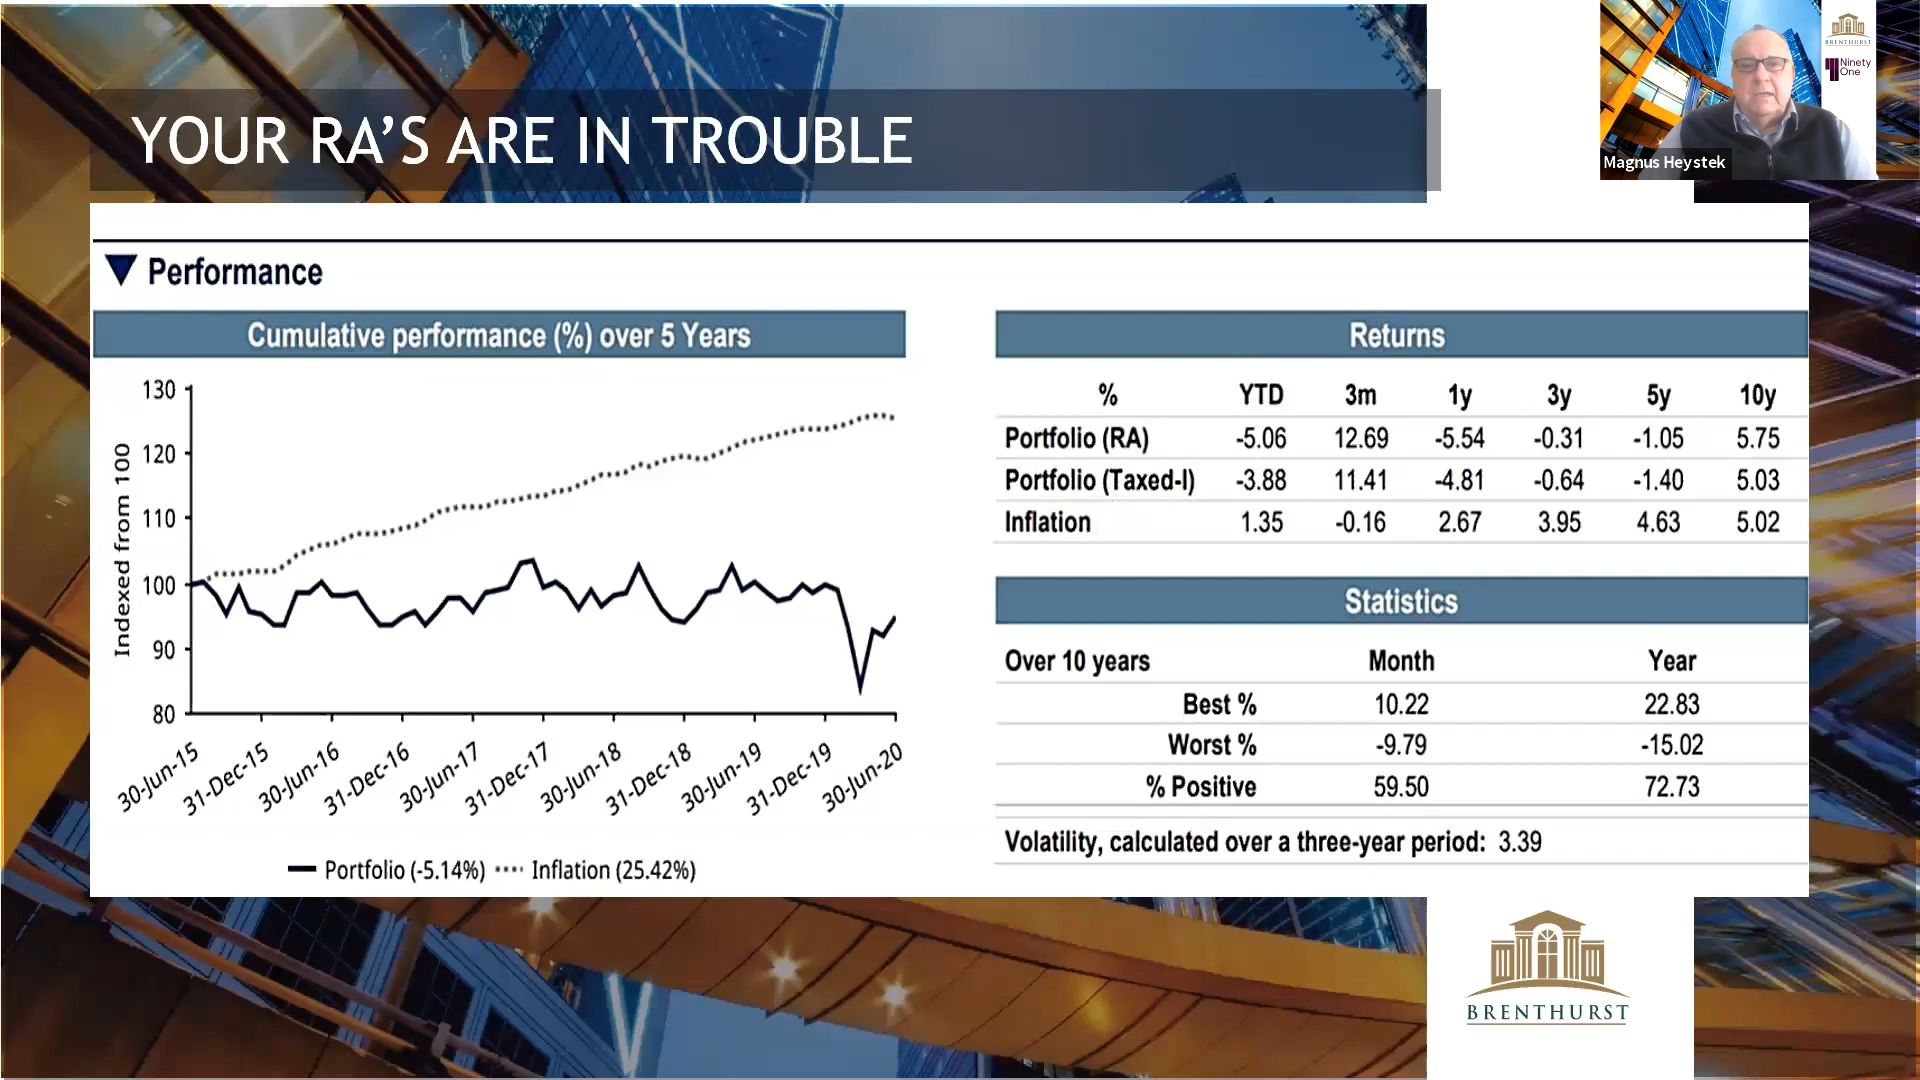 YOUR RA’S ARE IN TROUBLE
BRENTHURST
Ninety
One
Magnus Heystek
Performance
Cumulative performance (%) over 5 Years
Indexed from 100
130
120
110
100
90
80
30-Jun-15 31-Dec-15 30-Jun-16 31-Dec-16 30-Jun-17 31-Dec-17 30-Jun-18 31-Dec-18 30-Jun-19 31-Dec-19 30-Jun-20
Portfolio (-5.14%) Inflation (25.42%)
Returns
% YTD 3m 1y 3y 5y 10y
Portfolio (RA) -5.06 12.69 -5.54 -0.31 -1.05 5.75
Portfolio (Taxed-I) -3.88 11.41 -4.81 -0.64 -1.40 5.03
Inflation 1.35 -0.16 2.67 3.95 4.63 5.02
Statistics
Over 10 years Month Year
Best % 10.22 22.83
Worst % -9.79 -15.02
% Positive 59.50 72.73
Volatility, calculated over a three-year period: 3.39
BRENTHURST